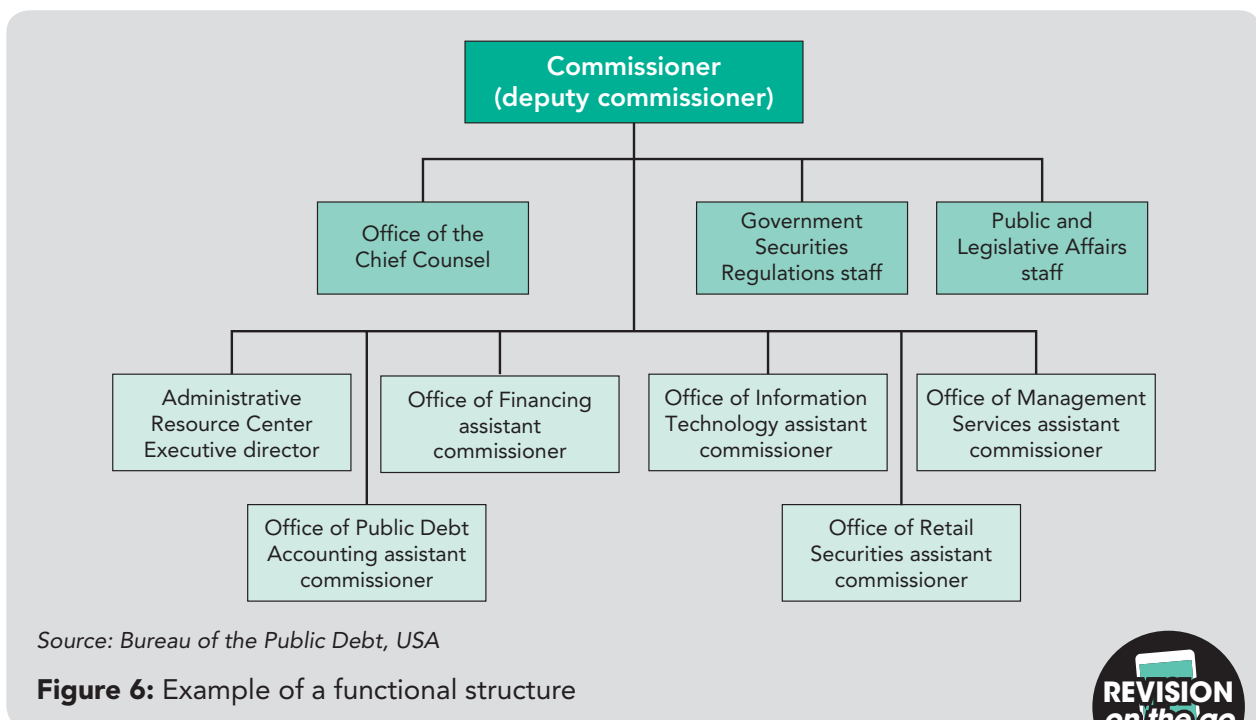 Commissioner
(deputy commissioner)
Office of the
Chief Counsel
Government
Securities
Regulations staff
Public and
Legislative Affairs
staff
Administrative
Resource Center
Executive director
Office of Financing
assistant
commissioner
Office of Information
Technology assistant
commissioner
Office of Management
Services assistant
commissioner
Office of Public Debt
Accounting assistant
commissioner
Office of Retail
Securities assistant
commissioner
Source: Bureau of the Public Debt, USA
Figure 6: Example of a functional structure
REVISION
on the go